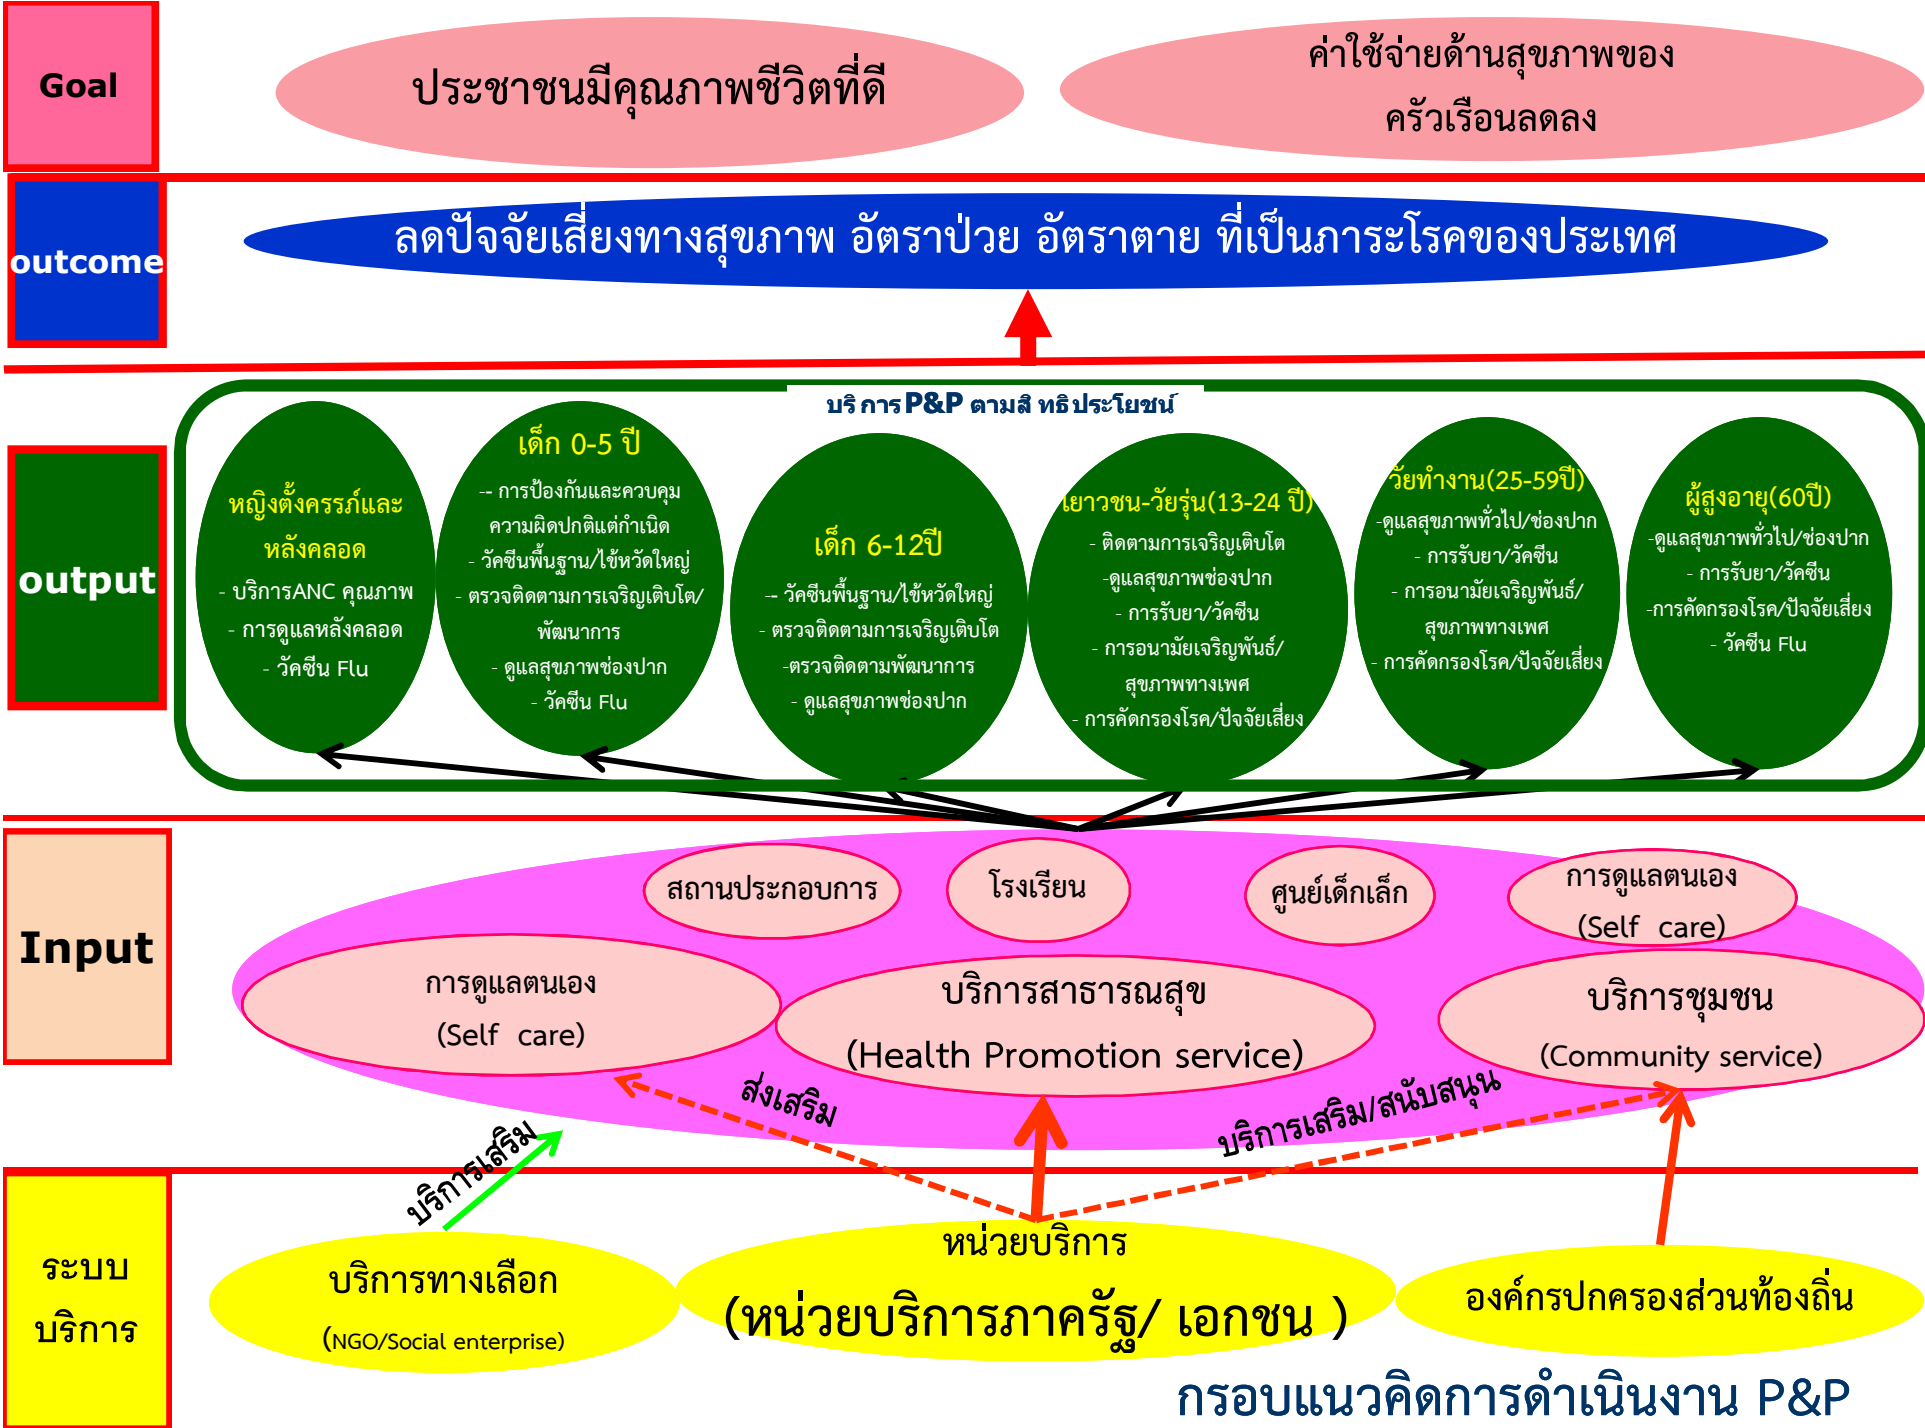 Goal
ประชาชนมีคุณภาพชีวิตที่ดี
ค่าใช้จ่ายด้านสุขภาพของ
ครัวเรือนลดลง
outcome
ลดปัจจัยเสี่ยงทางสุขภาพ อัตราป่วย อัตราตาย ที่เป็นภาระโรคของประเทศ
output
บริการP&P ตามสิทธิประโยชน์
หญิงตั้งครรภ์และ
หลังคลอด
- บริการANC คุณภาพ
- การดูแลหลังคลอด
- วัคซีน Flu
เด็ก 0-5 ปี
-- การป้องกันและควบคุม
ความผิดปกติแต่กำเนิด
- วัคซีนพื้นฐาน/ไข้หวัดใหญ่
- ตรวจติดตามการเจริญเติบโต/
พัฒนาการ
- ดูแลสุขภาพช่องปาก
- วัคซีน Flu
เด็ก 6-12ปี
-- วัคซีนพื้นฐาน/ไข้หวัดใหญ่
- ตรวจติดตามการเจริญเติบโต
-ตรวจติดตามพัฒนาการ
- ดูแลสุขภาพช่องปาก
เยาวชน-วัยรุ่น(13-24 ปี)
- ติดตามการเจริญเติบโต
-ดูแลสุขภาพช่องปาก
- การรับยา/วัคซีน
- การอนามัยเจริญพันธ์/
สุขภาพทางเพศ
- การคัดกรองโรค/ปัจจัยเสี่ยง
วัยทำงาน(25-59ปี)
-ดูแลสุขภาพทั่วไป/ช่องปาก
- การรับยา/วัคซีน
- การอนามัยเจริญพันธ์/
สุขภาพทางเพศ
- การคัดกรองโรค/ปัจจัยเสี่ยง
ผู้สูงอายุ(60ปี)
-ดูแลสุขภาพทั่วไป/ช่องปาก
- การรับยา/วัคซีน
-การคัดกรองโรค/ปัจจัยเสี่ยง
- วัคซีน Flu
Input
สถานประกอบการ
โรงเรียน
ศูนย์เด็กเล็ก
การดูแลตนเอง
(Self care)
การดูแลตนเอง
(Self care)
บริการสาธารณสุข
(Health Promotion service)
บริการชุมชน
(Community service)
ส่งเสริม
บริการเสริม/สนับสนุน
บริการเสริม
ระบบ
บริการ
บริการทางเลือก
(NGO/Social enterprise)
หน่วยบริการ
(หน่วยบริการภาครัฐ/ เอกชน )
องค์กรปกครองส่วนท้องถิ่น
กรอบแนวคิดการดำเนินงาน P&P